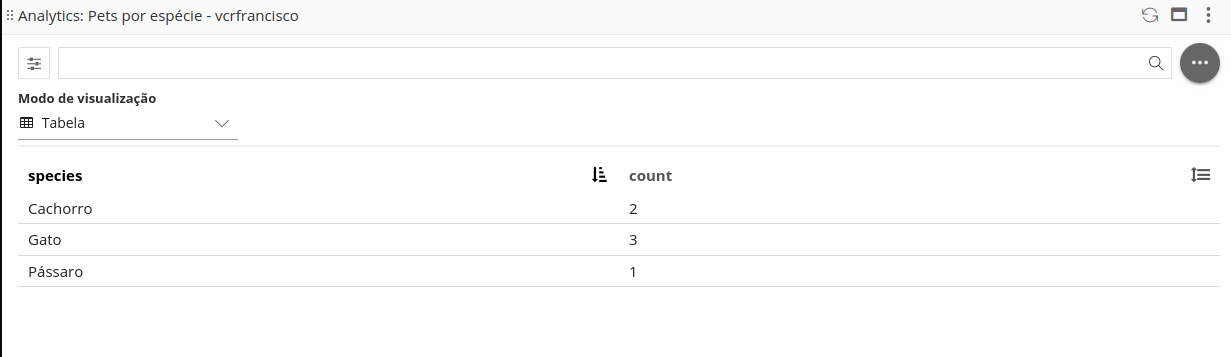 Analytics: Pets por espécie - vcrfrancisco
Modo de visualização
Tabela
species count
Cachorro 2
Gato 3
Pássaro 1